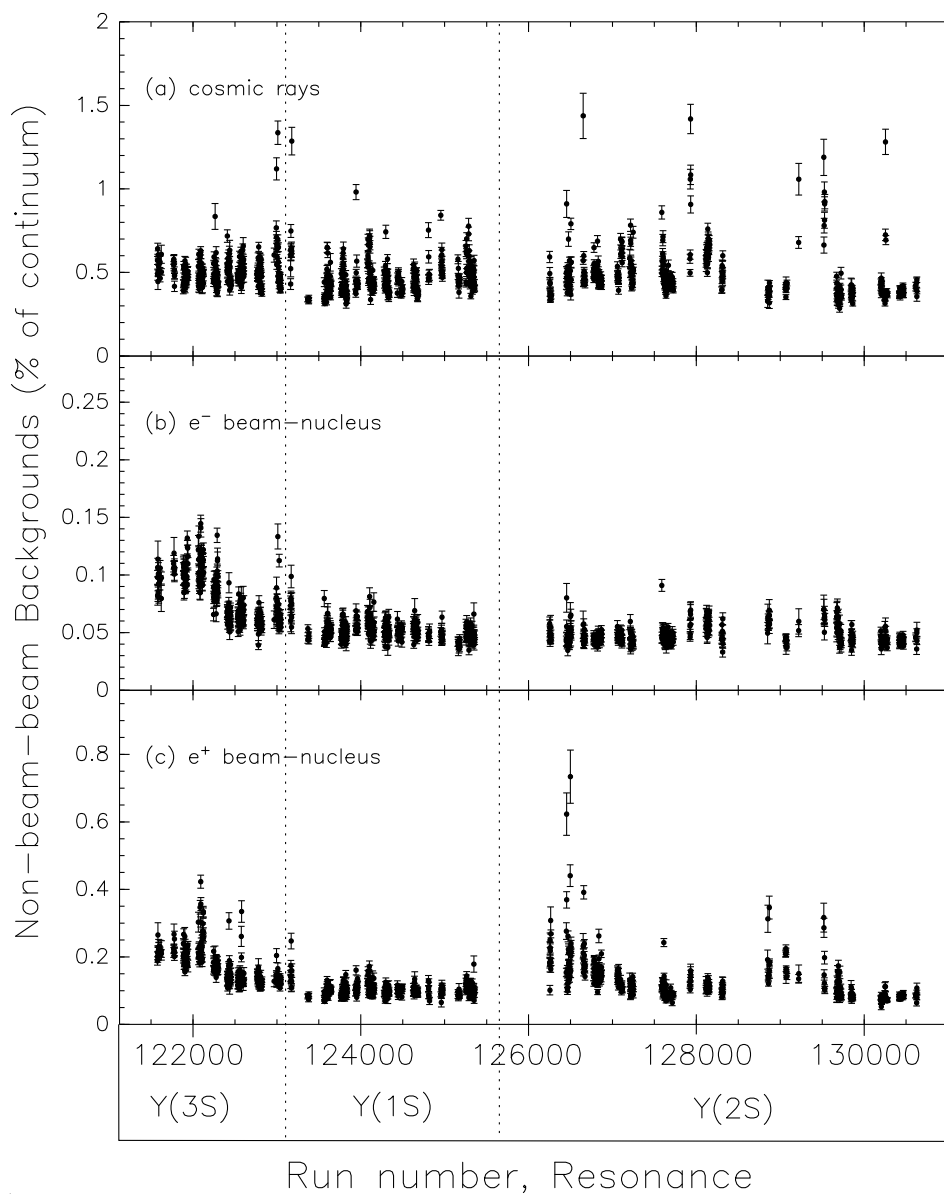 Non-beam-beam Backgrounds (% of continuum)
2
1.5
1
0.5
0
(a) cosmic rays
0.25
0.2
0.15
0.1
0.05
0
(b) e⁻ beam-nucleus
0.8
0.6
0.4
0.2
0
(c) e⁺ beam-nucleus
122000 124000 126000 128000 130000
Υ(3S) Υ(1S) Υ(2S)
Run number, Resonance